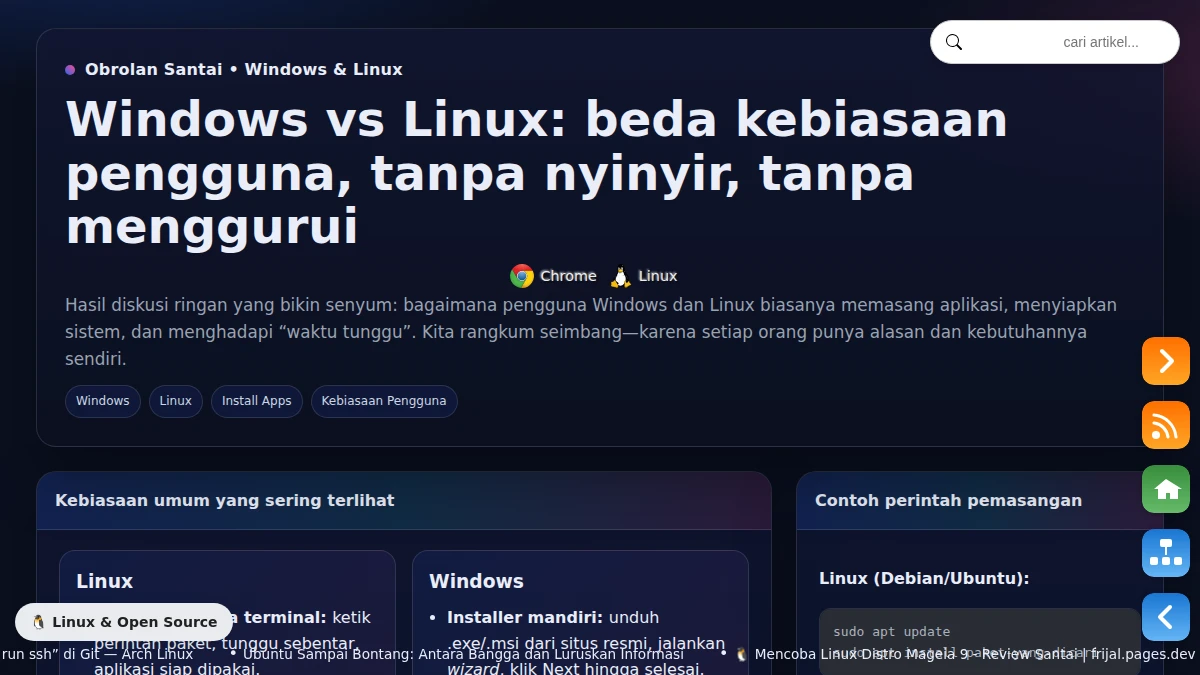 cari artikel...
Obrolan Santai • Windows & Linux
Windows vs Linux: beda kebiasaan
pengguna, tanpa nyinyir, tanpa
menggurui
Chrome Linux
Hasil diskusi ringan yang bikin senyum: bagaimana pengguna Windows dan Linux biasanya memasang aplikasi, menyiapkan
sistem, dan menghadapi “waktu tunggu”. Kita rangkum seimbang—karena setiap orang punya alasan dan kebutuhannya
sendiri.
Windows Linux Install Apps Kebiasaan Pengguna
Kebiasaan umum yang sering terlihat
Linux
terminal: ketik
perintah paket, tunggu sebentar,
aplikasi siap dipakai.
Windows
• Installer mandiri: unduh
.exe/.msi dari situs resmi, jalankan
wizard, klik Next hingga selesai.
Contoh perintah pemasangan
Linux (Debian/Ubuntu):
sudo apt update
sudo apt install
🐧 Linux & Open Source
run ssh” di Git — Arch Linux • Ubuntu Sampai Bontang: Antara Bangga dan Luruskan Informasi • 🐧 Mencoba Linux Distro Mageia 9 – Review Santai | frijal.pages.dev